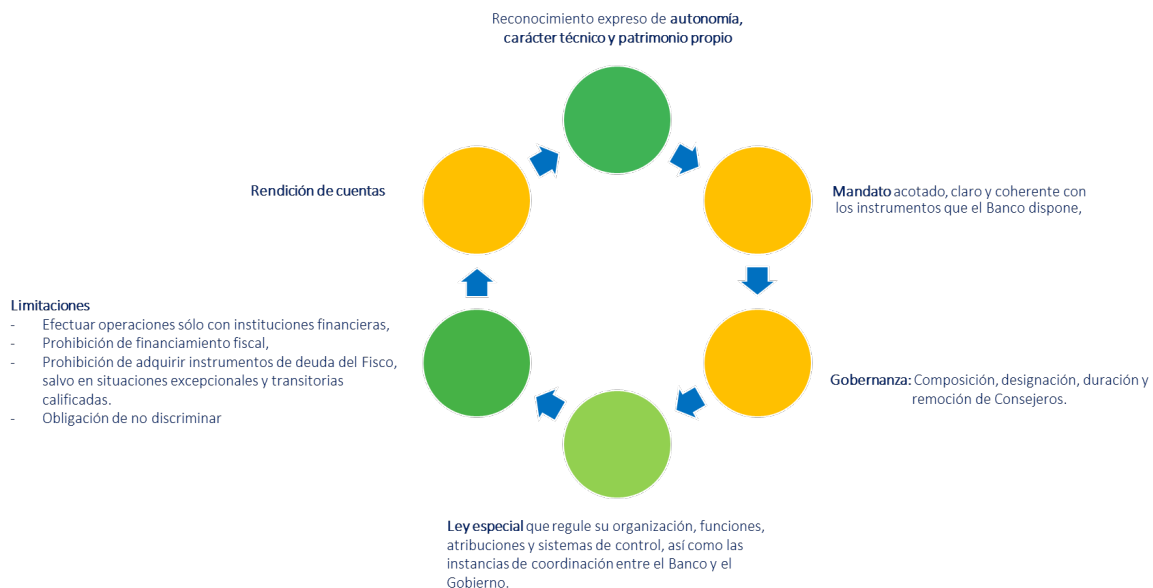 Reconocimiento expreso de autonomía,
carácter técnico y patrimonio propio
Mandato acotado, claro y coherente con
los instrumentos que el Banco dispone,
Gobernanza: Composición, designación, duración y
remoción de Consejeros.
Ley especial que regule su organización, funciones,
atribuciones y sistemas de control, así como las
instancias de coordinación entre el Banco y el
Gobierno.
Limitaciones
- Efectuar operaciones sólo con instituciones financieras,
- Prohibición de financiamiento fiscal,
- Prohibición de adquirir instrumentos de deuda del Fisco,
salvo en situaciones excepcionales y transitorias
calificadas.
- Obligación de no discriminar
Rendición de cuentas